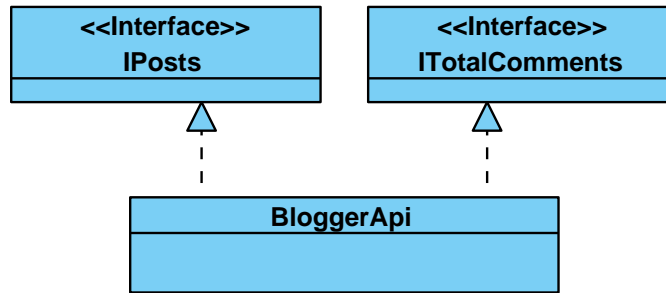 <<Interface>>
IPosts
<<Interface>>
ITotalComments
BloggerApi